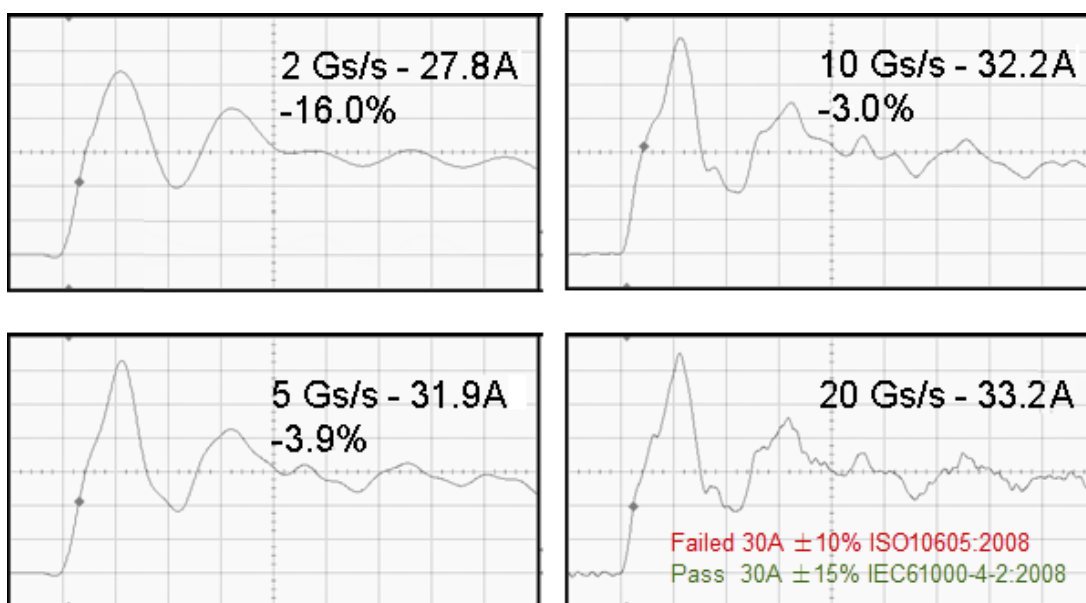 2 Gs/s - 27.8A
-16.0%
10 Gs/s - 32.2A
-3.0%
5 Gs/s - 31.9A
-3.9%
20 Gs/s - 33.2A
Failed 30A ±10% ISO10605:2008
Pass 30A ±15% IEC61000-4-2:2008